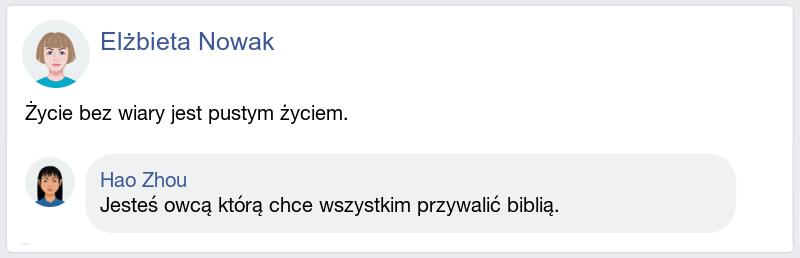 Elżbieta Nowak
Życie bez wiary jest pustym życiem.
Hao Zhou
Jesteś owcą którą chce wszystkim przywalić biblią.